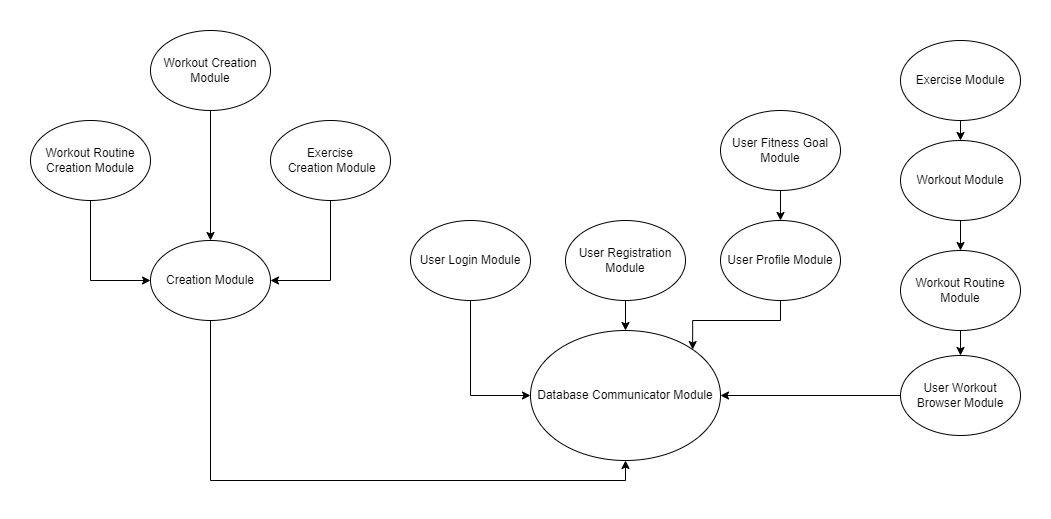 Workout Creation
Module
Workout Routine
Creation Module
Exercise
Creation Module
Creation Module
User Login Module
User Registration
Module
User Fitness Goal
Module
User Profile Module
Exercise Module
Workout Module
Workout Routine
Module
User Workout
Browser Module
Database Communicator Module